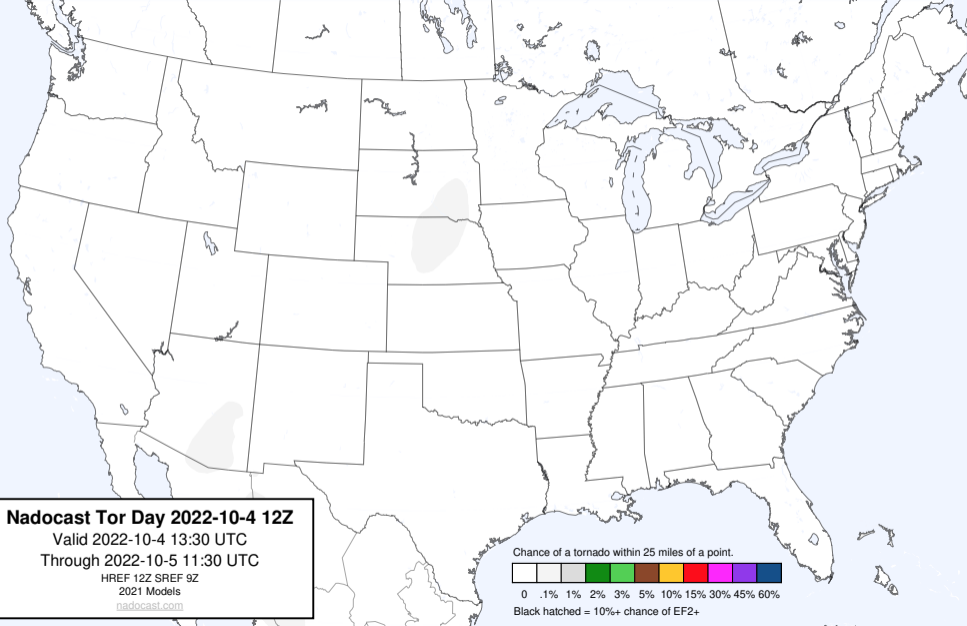 Nadocast Tor Day 2022-10-4 12Z
Valid 2022-10-4 13:30 UTC
Through 2022-10-5 11:30 UTC
HREF 12Z SREF 9Z
2021 Models
nadocast.com
Chance of a tornado within 25 miles of a point.
0 .1% 1% 2% 3% 5% 10% 15% 30% 45% 60%
Black hatched = 10%+ chance of EF2+